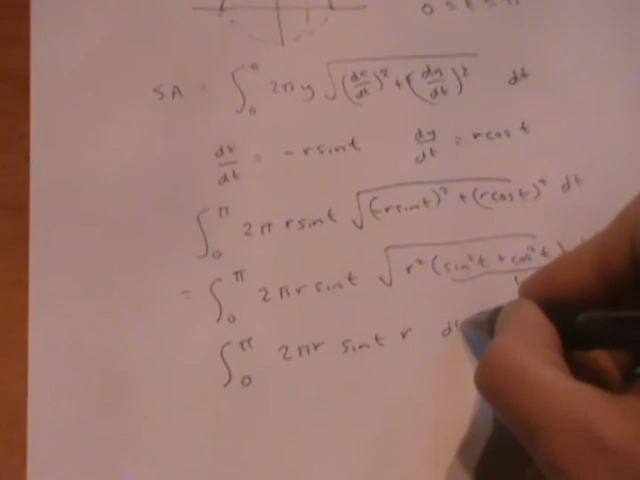 0 ≤ t ≤ π
SA = ∫₀^π 2πy √((dx/dt)² + (dy/dt)²) dt
dx/dt = -r sin t dy/dt = r cos t
∫₀^π 2π r sin t √((-r sin t)² + (r cos t)²) dt
= ∫₀^π 2π r sin t √(r² (sin²t + cos²t)
∫₀^π 2πr sin t r d